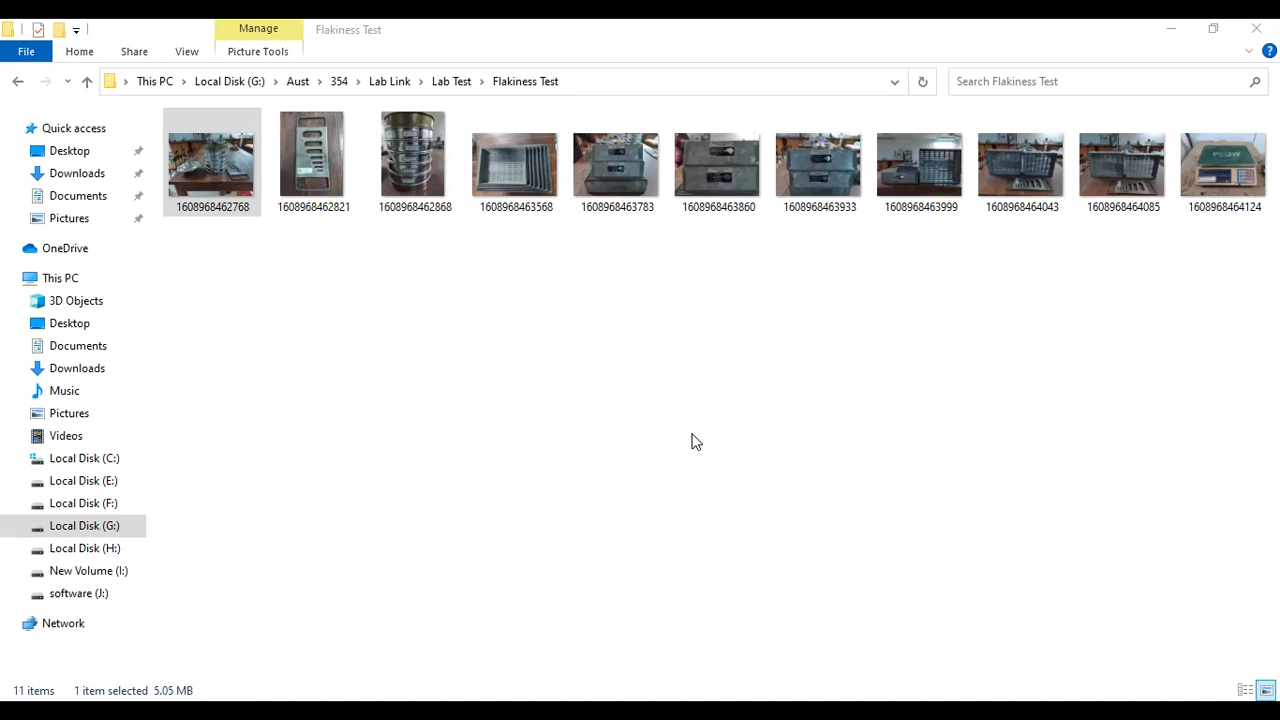 Manage
Flakiness Test
File
Home
Share
View
Picture Tools
This PC
Local Disk (G:)
Aust
354
Lab Link
Lab Test
Flakiness Test
Search Flakiness Test
Quick access
Desktop
Downloads
Documents
Pictures
OneDrive
This PC
3D Objects
Desktop
Documents
Downloads
Music
Pictures
Videos
Local Disk (C:)
Local Disk (E:)
Local Disk (F:)
Local Disk (G:)
Local Disk (H:)
New Volume (I:)
software (J:)
Network
1608968462768
1608968462821
1608968462868
1608968463568
1608968463783
1608968463860
1608968463933
1608968463999
1608968464043
1608968464085
1608968464124
11 items
1 item selected 5.05 MB